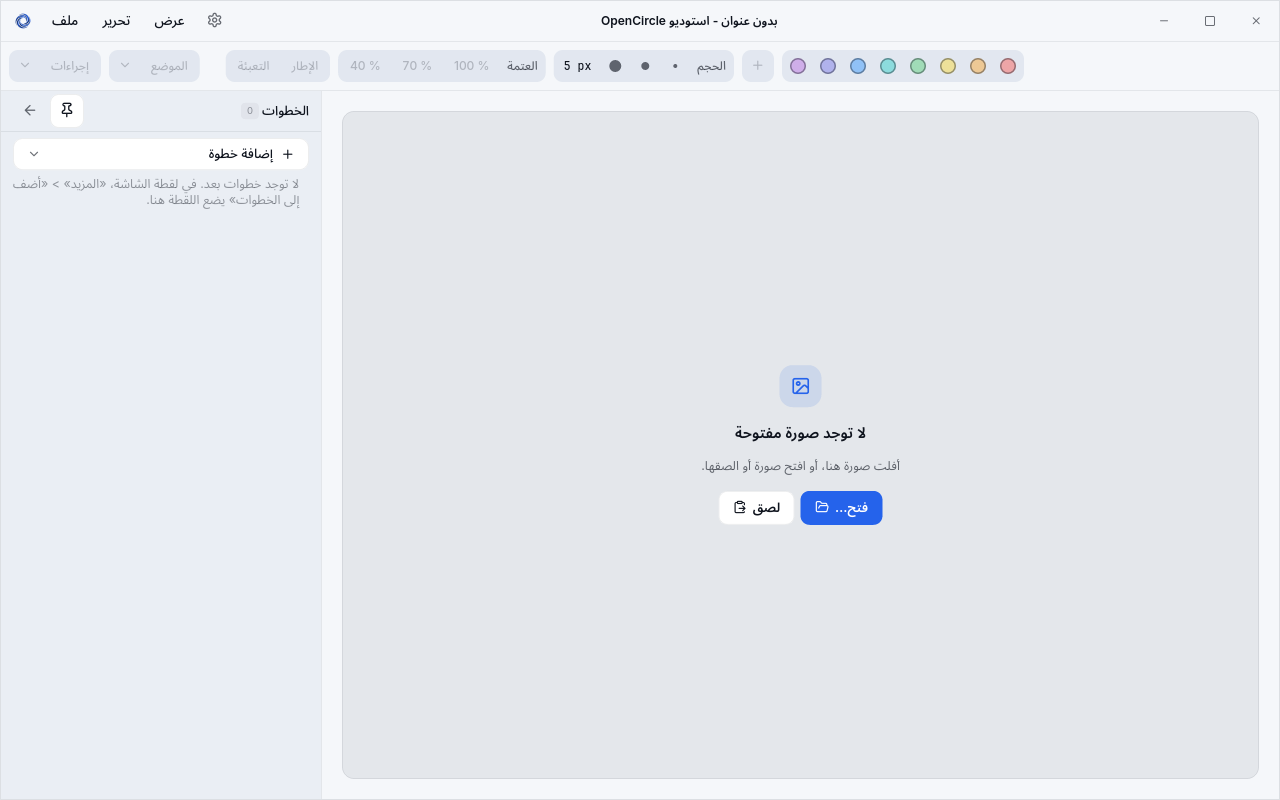 بدون عنوان - استوديو OpenCircle
ملف
تحرير
عرض
الحجم
5 px
العتمة
100 %
70 %
40 %
الإطار
التعبئة
الموضع
إجراءات
الخطوات 0
إضافة خطوة
لا توجد خطوات بعد. في لقطة الشاشة، «المزيد» > «أضف
إلى الخطوات» يضع اللقطة هنا.
لا توجد صورة مفتوحة
أفلت صورة هنا، أو افتح صورة أو الصقها.
فتح...
لصق